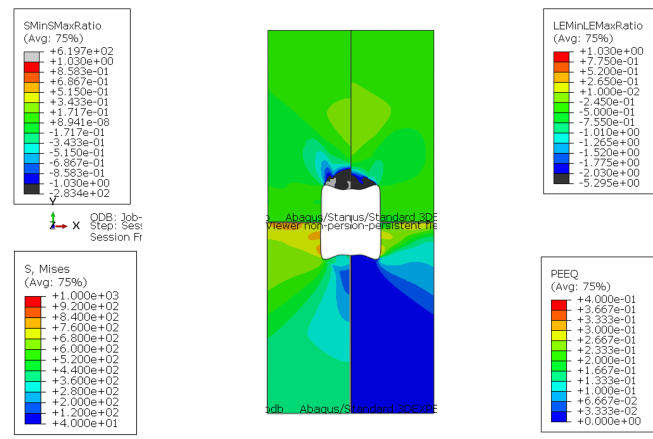 SMinSMaxRatio
(Avg: 75%)
+6.197e+02
+1.030e+00
+8.583e-01
+6.867e-01
+5.150e-01
+3.433e-01
+1.717e-01
+8.941e-08
-1.717e-01
-3.433e-01
-5.150e-01
-6.867e-01
-8.583e-01
-1.030e+00
-2.834e+02
Y
Z X
ODB: Job-
Step: Sess
Session Fr
S, Mises
(Avg: 75%)
+1.000e+03
+9.200e+02
+8.400e+02
+7.600e+02
+6.800e+02
+6.000e+02
+5.200e+02
+4.400e+02
+3.600e+02
+2.800e+02
+2.000e+02
+1.200e+02
+4.000e+01
Abaqus/Stan
us/Standard 3DE
Viewer non-persi
on-persistent fie
odb Abaqus/S
LEMinLEMaxRatio
(Avg: 75%)
+1.030e+00
+7.750e-01
+5.200e-01
+2.650e-01
+1.000e-02
-2.450e-01
-5.000e-01
-7.550e-01
-1.010e+00
-1.265e+00
-1.520e+00
-1.775e+00
-2.030e+00
-5.295e+00
PEEQ
(Avg: 75%)
+4.000e-01
+3.667e-01
+3.333e-01
+3.000e-01
+2.667e-01
+2.333e-01
+2.000e-01
+1.667e-01
+1.333e-01
+1.000e-01
+6.667e-02
+3.333e-02
+0.000e+00